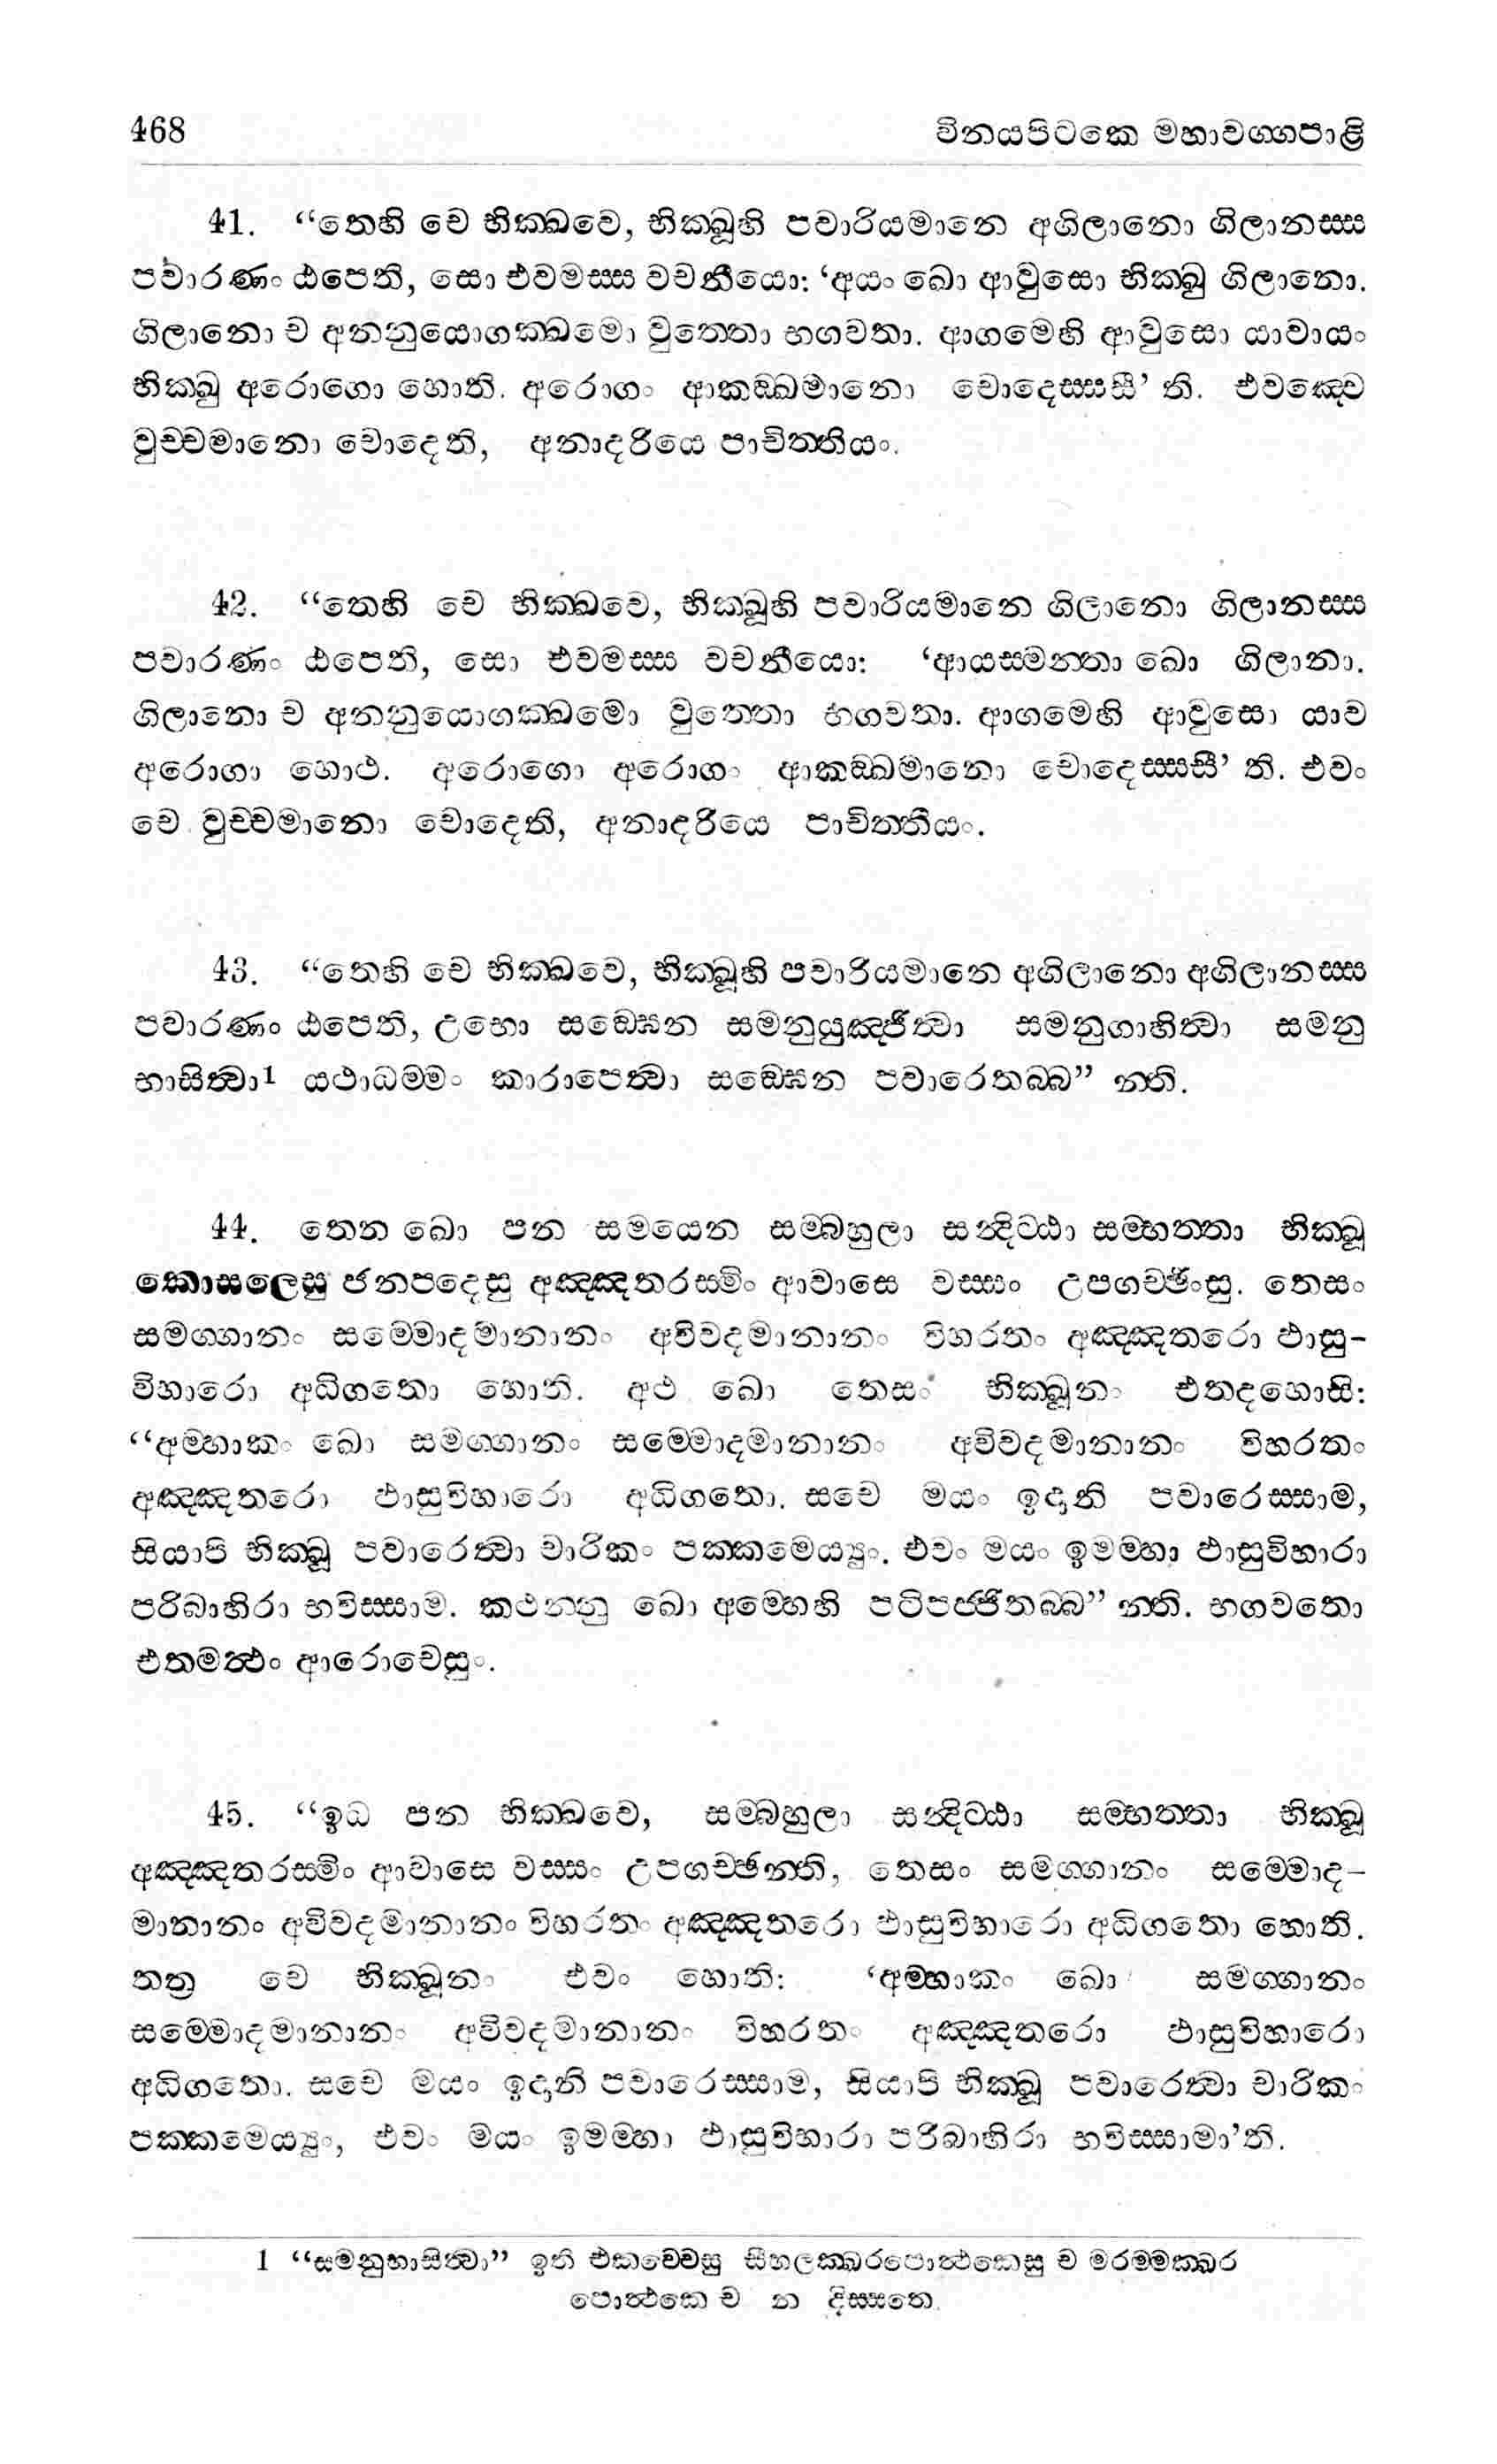 468 විනයපිටකෙ මහාවග්ගපාළි
41. “තෙහි චෙ භික්ඛවෙ, භික්ඛූහි පවාරියමානෙ අගිලානො ගිලානස්ස
පවාරණං ඨපෙති, සො එවමස්ස වචනීයො: ‘අයං ඛො ආවුසො භික්ඛු ගිලානො.
ගිලානො ච අනනුයොගක්ඛමො වුත්තො භගවතා. ආගමෙහි ආවුසො යාවායං
භික්ඛු අරොගො හොති. අරොගං ආකඞ්ඛමානො චොදෙස්සසී’ ති. එවඤ්චෙ
වුච්චමානො චොදෙති, අනාදරියෙ පාචිත්තියං.
42. “තෙහි චෙ භික්ඛවෙ, භික්ඛූහි පවාරියමානෙ ගිලානො ගිලානස්ස
පවාරණං ඨපෙති, සො එවමස්ස වචනීයො: ‘ආයස්මන්තා ඛො ගිලානා.
ගිලානො ච අනනුයොගක්ඛමො වුත්තො භගවතා. ආගමෙහි ආවුසො යාව
අරොගා හොථ. අරොගො අරොගං ආකඞ්ඛමානො චොදෙස්සසී’ ති. එවං
චෙ වුච්චමානො චොදෙති, අනාදරියෙ පාචිත්තියං.
43. “තෙහි චෙ භික්ඛවෙ, භික්ඛූහි පවාරියමානෙ අගිලානො අගිලානස්ස
පවාරණං ඨපෙති, උභො සඞ්ඝෙන සමනුයුඤ්ජිත්වා සමනුගාහිත්වා සමනු
භාසිත්වා1 යථාධම්මං කාරාපෙත්වා සඞ්ඝෙන පවාරෙතබ්බ” න්ති.
44. තෙන ඛො පන සමයෙන සම්බහුලා සන්දිට්ඨා සම්භත්තා භික්ඛූ
කොසලෙසු ජනපදෙසු අඤ්ඤතරස්මිං ආවාසෙ වස්සං උපගච්ඡිංසු. තෙසං
සමග්ගානං සම්මොදමානානං අවිවදමානානං විහරතං අඤ්ඤතරො ඵාසු-
විහාරො අධිගතො හොති. අථ ඛො තෙසං භික්ඛූනං එතදහොසි:
“අම්හාකං ඛො සමග්ගානං සම්මොදමානානං අවිවදමානානං විහරතං
අඤ්ඤතරො ඵාසුවිහාරො අධිගතො. සචෙ මයං ඉදානි පවාරෙස්සාම,
සියාපි භික්ඛූ පවාරෙත්වා චාරිකං පක්කමෙය්‍යුං. එවං මයං ඉමම්හා ඵාසුවිහාරා
පරිබාහිරා භවිස්සාම. කථන්නු ඛො අම්හෙහි පටිපජ්ජිතබ්බ” න්ති. භගවතො
එතමත්ථං ආරොචෙසුං.
45. “ඉධ පන භික්ඛවෙ, සම්බහුලා සන්දිට්ඨා සම්භත්තා භික්ඛූ
අඤ්ඤතරස්මිං ආවාසෙ වස්සං උපගච්ඡන්ති, තෙසං සමග්ගානං සම්මොද-
මානානං අවිවදමානානං විහරතං අඤ්ඤතරො ඵාසුවිහාරො අධිගතො හොති.
තත්‍ර චෙ භික්ඛූනං එවං හොති: ‘අම්හාකං ඛො සමග්ගානං
සම්මොදමානානං අවිවදමානානං විහරතං අඤ්ඤතරො ඵාසුවිහාරො
අධිගතො. සචෙ මයං ඉදානි පවාරෙස්සාම, සියාපි භික්ඛූ පවාරෙත්වා චාරිකං
පක්කමෙය්‍යුං, එවං මයං ඉමම්හා ඵාසුවිහාරා පරිබාහිරා භවිස්සාමා’ති.
1 “සමනුභාසිත්වා” ඉති එකච්චෙසු සීහලක්ඛරපොත්ථකෙසු ච මරම්මක්ඛර
පොත්ථකෙ ච න දිස්සතෙ.